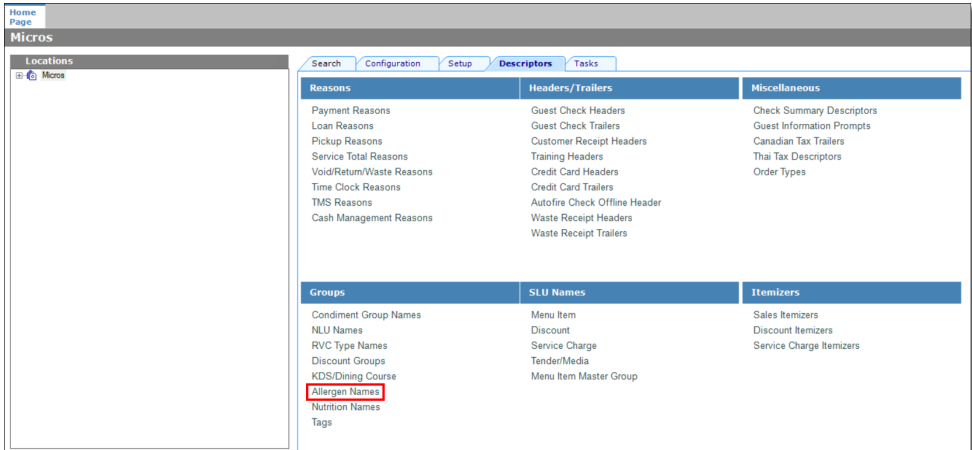 Home
Page
Micros
Locations
Micros
Search
Configuration
Setup
Descriptors
Tasks
Reasons
Payment Reasons
Loan Reasons
Pickup Reasons
Service Total Reasons
Void/Return/Waste Reasons
Time Clock Reasons
TMS Reasons
Cash Management Reasons
Headers/Trailers
Guest Check Headers
Guest Check Trailers
Customer Receipt Headers
Training Headers
Credit Card Headers
Credit Card Trailers
Autofire Check Offline Header
Waste Receipt Headers
Waste Receipt Trailers
Miscellaneous
Check Summary Descriptors
Guest Information Prompts
Canadian Tax Trailers
Thai Tax Descriptors
Order Types
Groups
Condiment Group Names
NLU Names
RVC Type Names
Discount Groups
KDS/Dining Course
Allergen Names
Nutrition Names
Tags
SLU Names
Menu Item
Discount
Service Charge
Tender/Media
Menu Item Master Group
Itemizers
Sales Itemizers
Discount Itemizers
Service Charge Itemizers